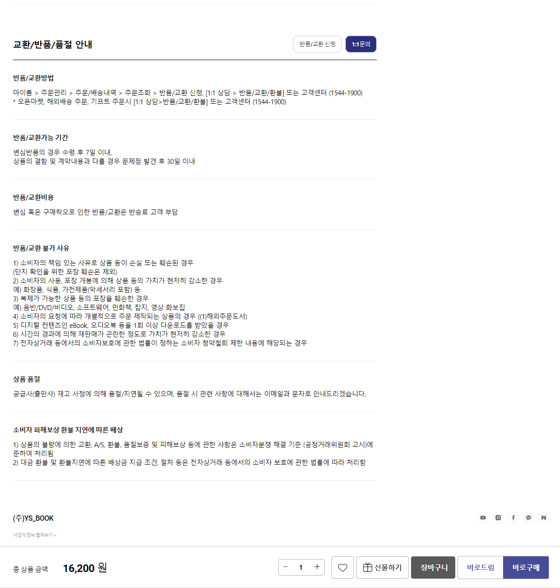 교환/반품/품절 안내
반품/교환 신청
1:1문의
반품/교환방법
마이룸 > 주문관리 > 주문/배송내역 > 주문조회 > 반품/교환 신청, [1:1 상담 > 반품/교환/환불] 또는 고객센터 (1544-1900)
* 오픈마켓, 해외배송 주문, 기프트 주문시 [1:1 상담>반품/교환/환불] 또는 고객센터 (1544-1900)
반품/교환가능 기간
변심반품의 경우 수령 후 7일 이내,
상품의 결함 및 계약내용과 다를 경우 문제점 발견 후 30일 이내
반품/교환비용
변심 혹은 구매착오로 인한 반품/교환은 반송료 고객 부담
반품/교환 불가 사유
1) 소비자의 책임 있는 사유로 상품 등이 손실 또는 훼손된 경우
(단지 확인을 위한 포장 훼손은 제외)
2) 소비자의 사용, 포장 개봉에 의해 상품 등의 가치가 현저히 감소한 경우
예) 화장품, 식품, 가전제품(악세서리 포함) 등
3) 복제가 가능한 상품 등의 포장을 훼손한 경우
예) 음반/DVD/비디오, 소프트웨어, 만화책, 잡지, 영상 화보집
4) 소비자의 요청에 따라 개별적으로 주문 제작되는 상품의 경우 ((1)해외주문도서)
5) 디지털 컨텐츠인 eBook, 오디오북 등을 1회 이상 다운로드를 받았을 경우
6) 시간의 경과에 의해 재판매가 곤란한 정도로 가치가 현저히 감소한 경우
7) 전자상거래 등에서의 소비자보호에 관한 법률이 정하는 소비자 청약철회 제한 내용에 해당되는 경우
상품 품절
공급사(출판사) 재고 사정에 의해 품절/지연될 수 있으며, 품절 시 관련 사항에 대해서는 이메일과 문자로 안내드리겠습니다.
소비자 피해보상 환불 지연에 따른 배상
1) 상품의 불량에 의한 교환, A/S, 환불, 품질보증 및 피해보상 등에 관한 사항은 소비자분쟁 해결 기준 (공정거래위원회 고시)에
준하여 처리됨
2) 대금 환불 및 환불지연에 따른 배상금 지급 조건, 절차 등은 전자상거래 등에서의 소비자 보호에 관한 법률에 따라 처리함
(주)YS_BOOK
사업자 정보 펼쳐보기
총 상품 금액 16,200 원
- 1 +
선물하기
장바구니
바로드림
바로구매